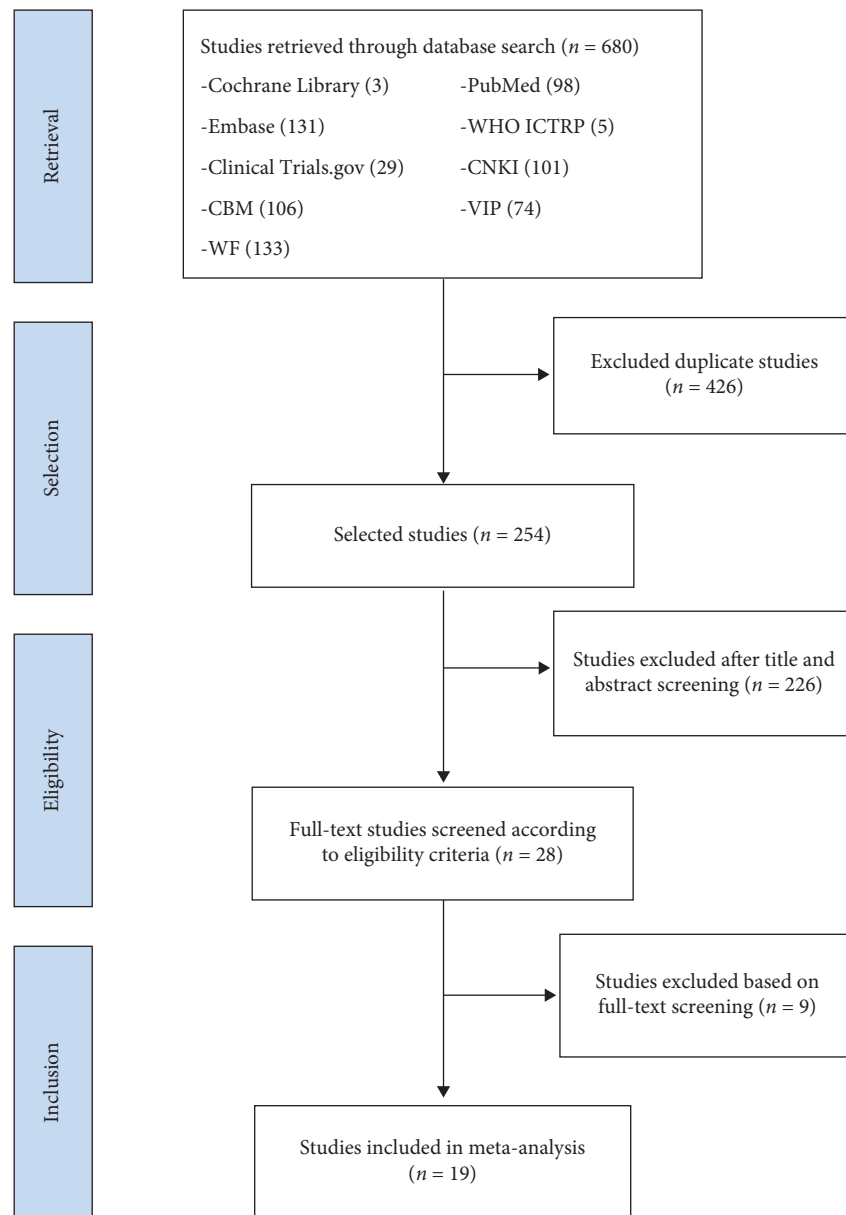 Retrieval
Studies retrieved through database search (n = 680)
-Cochrane Library (3)
-PubMed (98)
-Embase (131)
-WHO ICTRP (5)
-Clinical Trials.gov (29)
-CNKI (101)
-CBM (106)
-VIP (74)
-WF (133)
Selection
Excluded duplicate studies
(n = 426)
Selected studies (n = 254)
Eligibility
Studies excluded after title and
abstract screening (n = 226)
Full-text studies screened according
to eligibility criteria (n = 28)
Inclusion
Studies excluded based on
full-text screening (n = 9)
Studies included in meta-analysis
(n = 19)